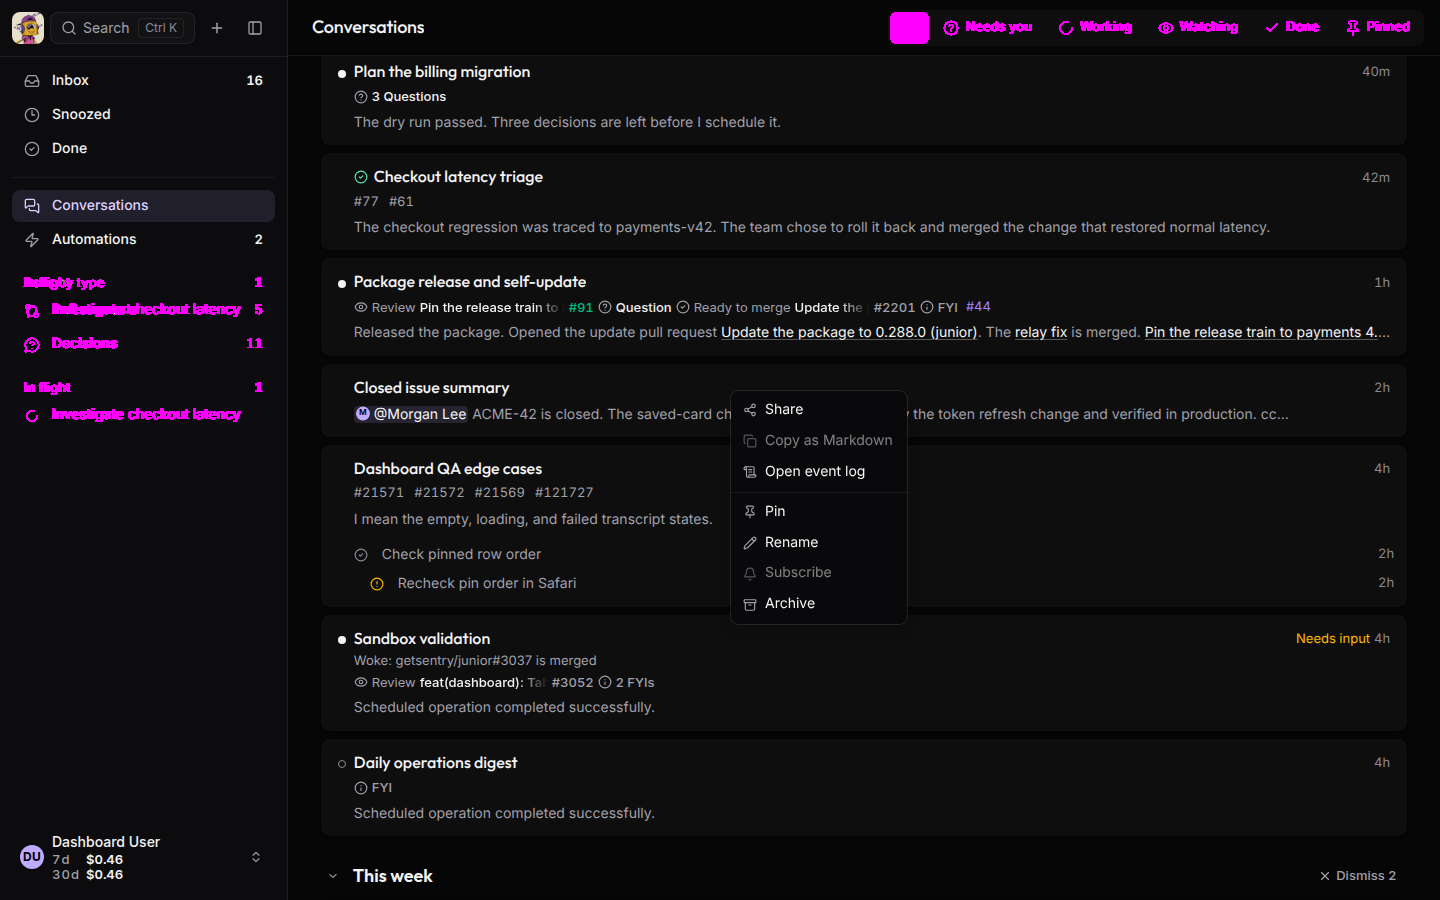 Search Ctrl K
Inbox 16
Snoozed
Done
Conversations
Automations 2
type 1
checkout latency 5
Decisions 11
In flight 1
Investigate checkout latency
Dashboard User
DU
7d $0.46
30d $0.46
Conversations
Needs you Working Watching Done Pinned
Plan the billing migration 40m
3 Questions
The dry run passed. Three decisions are left before I schedule it.
Checkout latency triage 42m
#77 #61
The checkout regression was traced to payments-v42. The team chose to roll it back and merged the change that restored normal latency.
Package release and self-update 1h
Review Pin the release train to #91 Question Ready to merge Update the #2201 FYI #44
Released the package. Opened the update pull request Update the package to 0.288.0 (junior). The relay fix is merged. Pin the release train to payments 4....
Closed issue summary 2h
M @Morgan Lee ACME-42 is closed. The saved-card the token refresh change and verified in production. cc...
Share
Copy as Markdown
Open event log
Pin
Rename
Subscribe
Archive
Dashboard QA edge cases 4h
#21571 #21572 #21569 #121727
I mean the empty, loading, and failed transcript states.
Check pinned row order 2h
Recheck pin order in Safari 2h
Sandbox validation Needs input 4h
Woke: getsentry/junior#3037 is merged
Review feat(dashboard): #3052 2 FYIs
Scheduled operation completed successfully.
Daily operations digest 4h
FYI
Scheduled operation completed successfully.
This week Dismiss 2